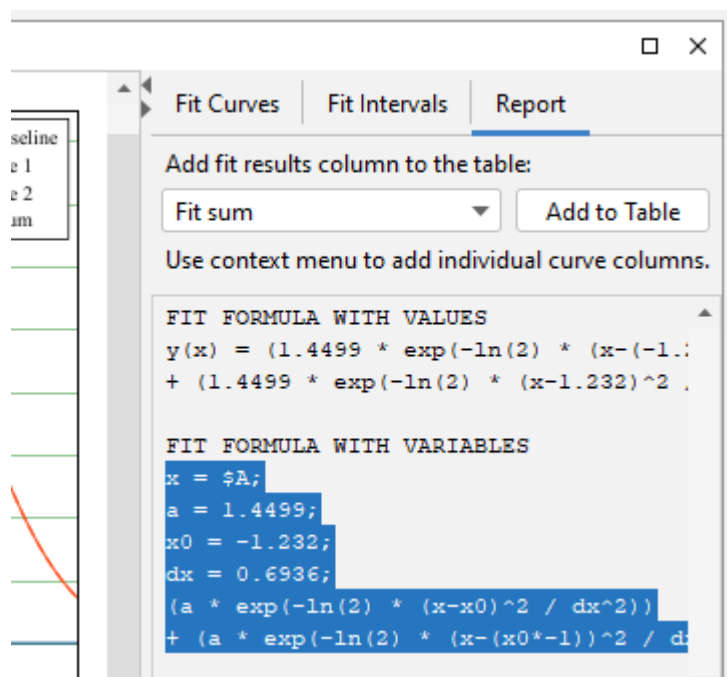 Fit Curves
Fit Intervals
Report
seline
e 1
e 2
um
Add fit results column to the table:
Fit sum
Add to Table
Use context menu to add individual curve columns.
FIT FORMULA WITH VALUES
y(x) = (1.4499 * exp(-ln(2) * (x-(-1.2
+ (1.4499 * exp(-ln(2) * (x-1.232)^2 /
FIT FORMULA WITH VARIABLES
x = $A;
a = 1.4499;
x0 = -1.232;
dx = 0.6936;
(a * exp(-ln(2) * (x-x0)^2 / dx^2))
+ (a * exp(-ln(2) * (x-(x0*-1))^2 / d